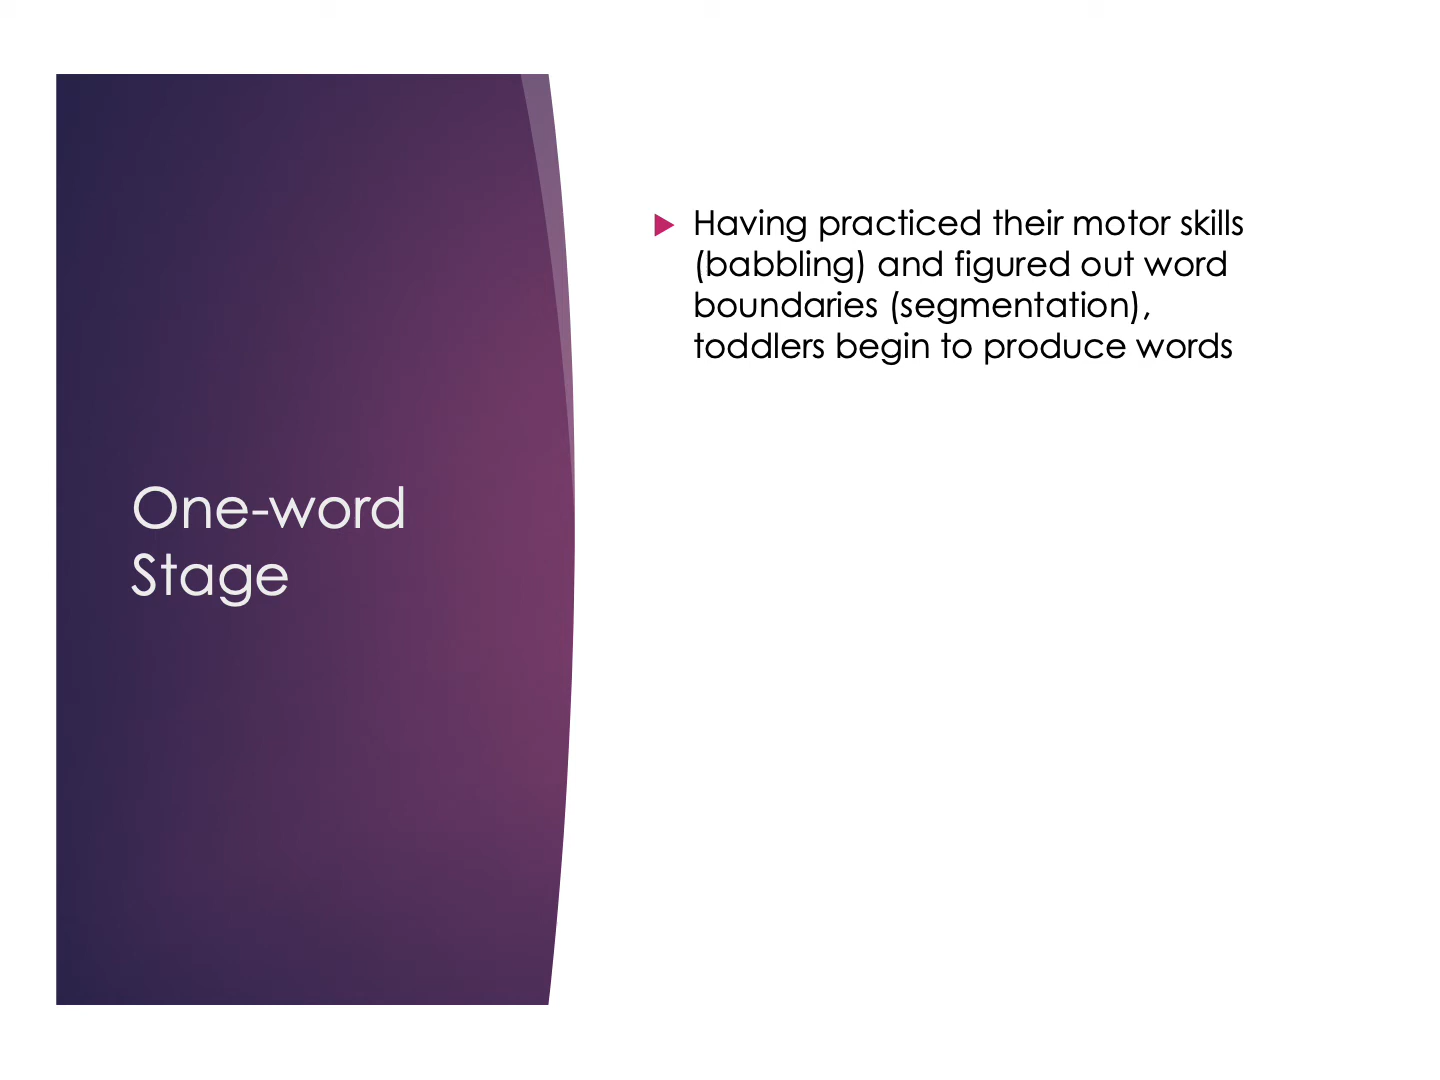 One-word
Stage
Having practiced their motor skills
(babbling) and figured out word
boundaries (segmentation),
toddlers begin to produce words